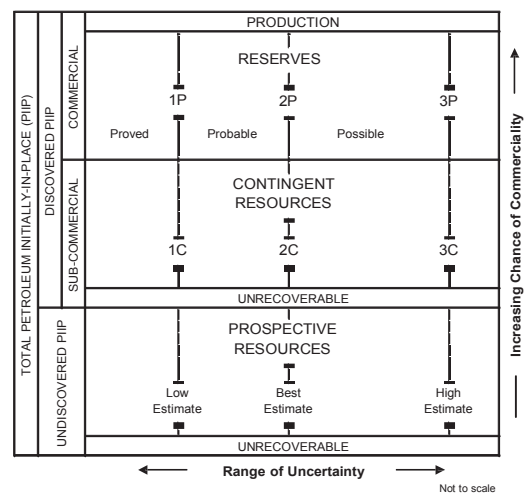 TOTAL PETROLEUM INITIALLY-IN-PLACE (PIIP)
DISCOVERED PIIP
COMMERCIAL
PRODUCTION
RESERVES
1P
2P
3P
Proved
Probable
Possible
SUB-COMMERCIAL
CONTINGENT
RESOURCES
1C
2C
3C
UNRECOVERABLE
UNDISCOVERED PIIP
PROSPECTIVE
RESOURCES
Low
Estimate
Best
Estimate
High
Estimate
UNRECOVERABLE
Increasing Chance of Commerciality
Range of Uncertainty
Not to scale